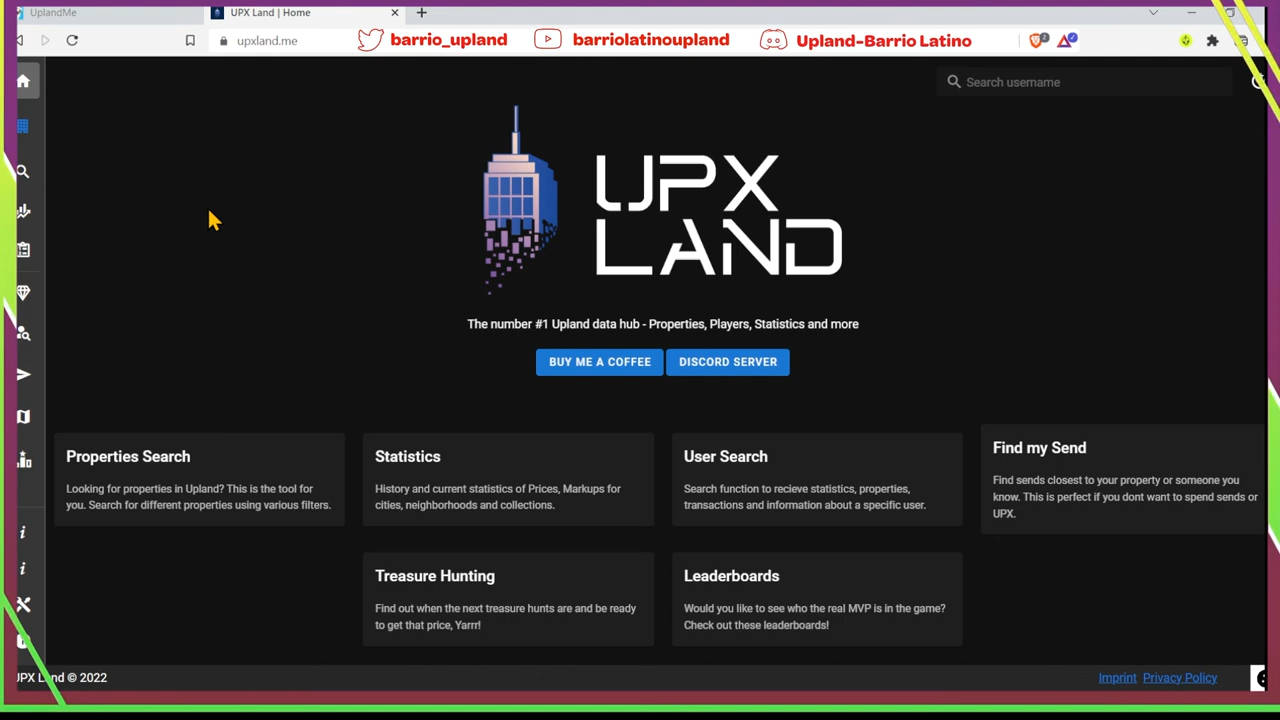 UplandMe
UPX Land | Home
upxland.me
barrio_upland
barriolatinoupland
Upland-Barrio Latino
Search username
UPX
LAND
The number #1 Upland data hub - Properties, Players, Statistics and more
BUY ME A COFFEE
DISCORD SERVER
Properties Search
Looking for properties in Upland? This is the tool for
you. Search for different properties using various filters.
Statistics
History and current statistics of Prices, Markups for
cities, neighborhoods and collections.
User Search
Search function to recieve statistics, properties,
transactions and information about a specific user.
Find my Send
Find sends closest to your property or someone you
know. This is perfect if you dont want to spend sends or
UPX.
Treasure Hunting
Find out when the next treasure hunts are and be ready
to get that price, Yarrr!
Leaderboards
Would you like to see who the real MVP is in the game?
Check out these leaderboards!
UPX Land © 2022
Imprint Privacy Policy